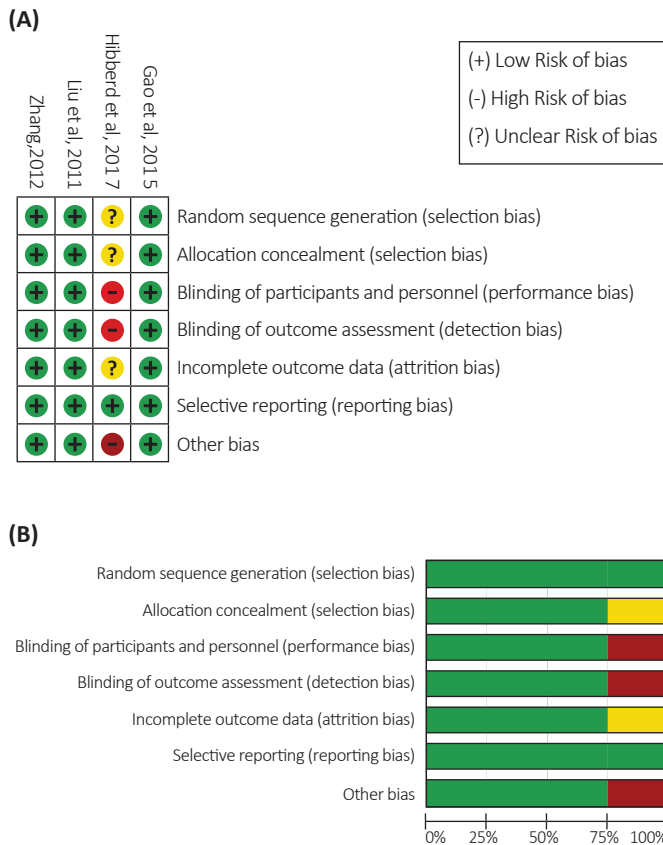 (A)
Zhang,2012
Liu et al, 2011
Hibberd et al, 201 7
Gao et al, 201 5
(+) Low Risk of bias
(-) High Risk of bias
(?) Unclear Risk of bias
+ + ? + Random sequence generation (selection bias)
+ + ? + Allocation concealment (selection bias)
+ + - + Blinding of participants and personnel (performance bias)
+ + - + Blinding of outcome assessment (detection bias)
+ + ? + Incomplete outcome data (attrition bias)
+ + + + Selective reporting (reporting bias)
+ + - + Other bias
(B)
Random sequence generation (selection bias)
Allocation concealment (selection bias)
Blinding of participants and personnel (performance bias)
Blinding of outcome assessment (detection bias)
Incomplete outcome data (attrition bias)
Selective reporting (reporting bias)
Other bias
0% 25% 50% 75% 100%